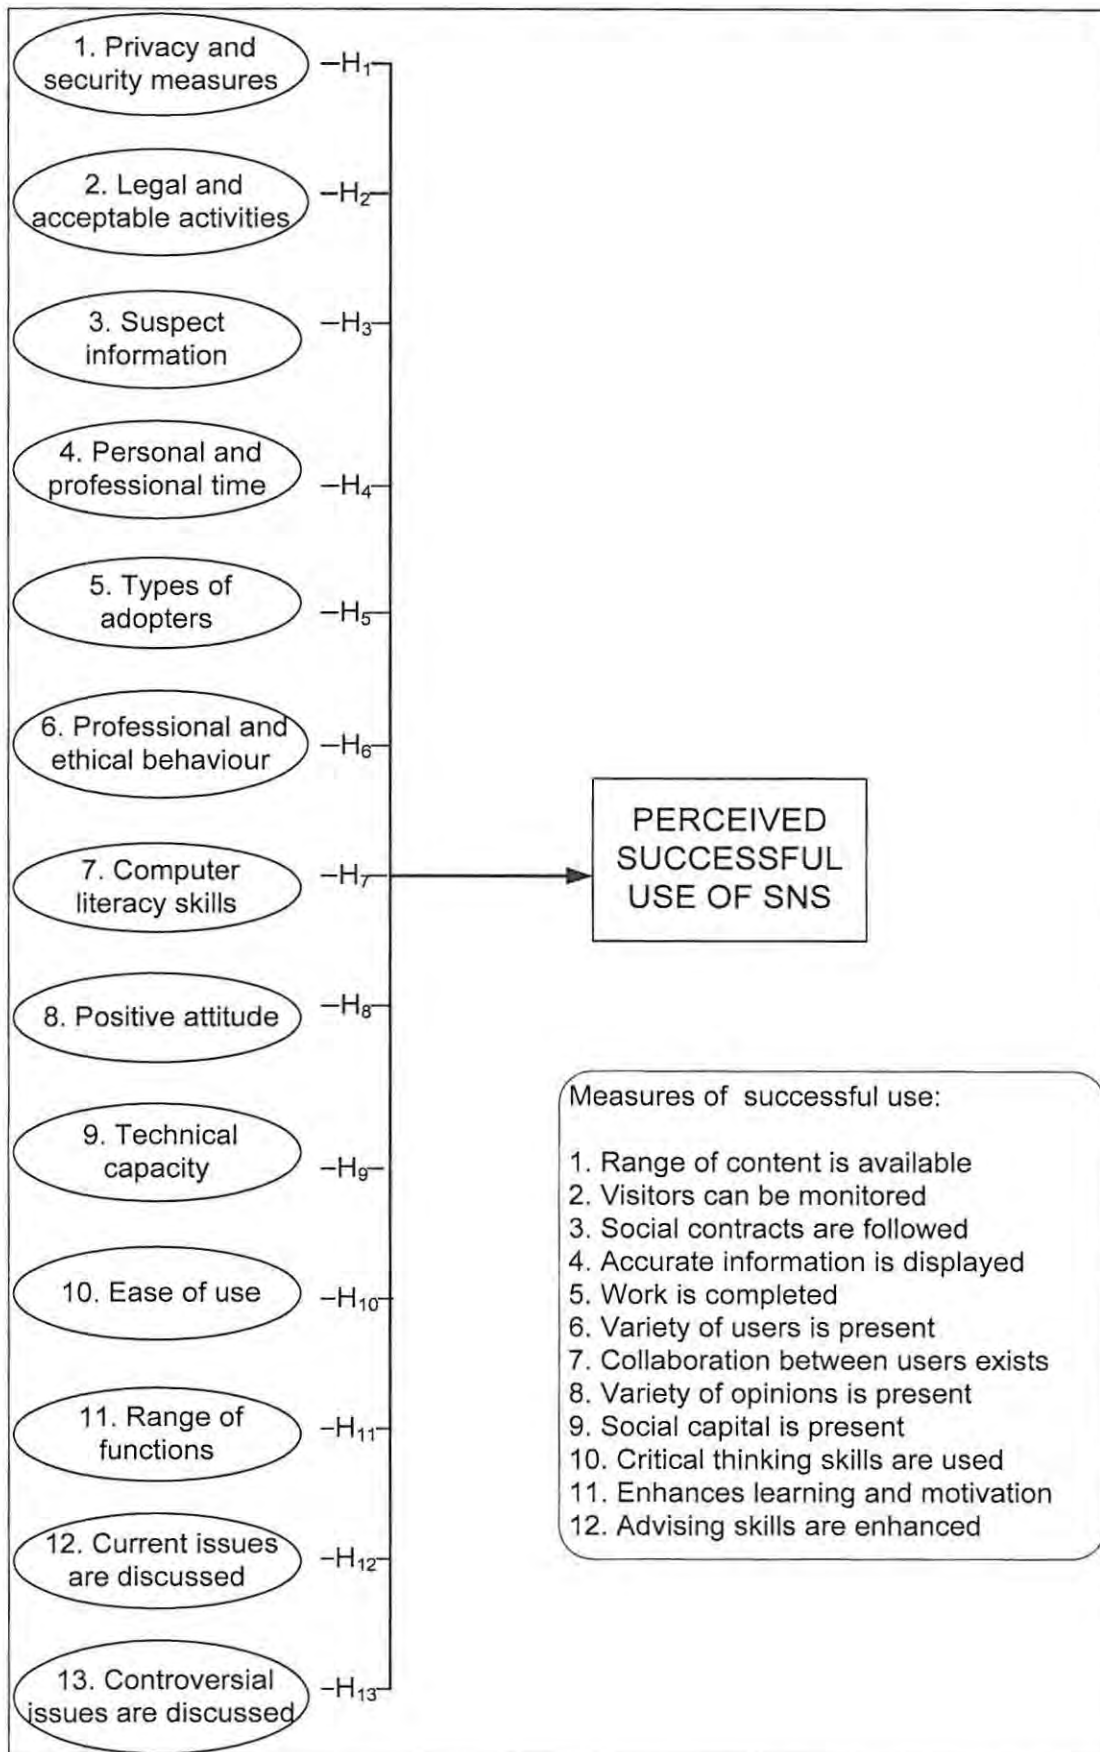 1. Privacy and
security measures
–H₁
2. Legal and
acceptable activities
–H₂
3. Suspect
information
–H₃
4. Personal and
professional time
–H₄
5. Types of
adopters
–H₅
6. Professional and
ethical behaviour
–H₆
7. Computer
literacy skills
–H₇
8. Positive attitude
–H₈
9. Technical
capacity
–H₉
10. Ease of use
–H₁₀
11. Range of
functions
–H₁₁
12. Current issues
are discussed
–H₁₂
13. Controversial
issues are discussed
–H₁₃
PERCEIVED
SUCCESSFUL
USE OF SNS
Measures of successful use:
1. Range of content is available
2. Visitors can be monitored
3. Social contracts are followed
4. Accurate information is displayed
5. Work is completed
6. Variety of users is present
7. Collaboration between users exists
8. Variety of opinions is present
9. Social capital is present
10. Critical thinking skills are used
11. Enhances learning and motivation
12. Advising skills are enhanced